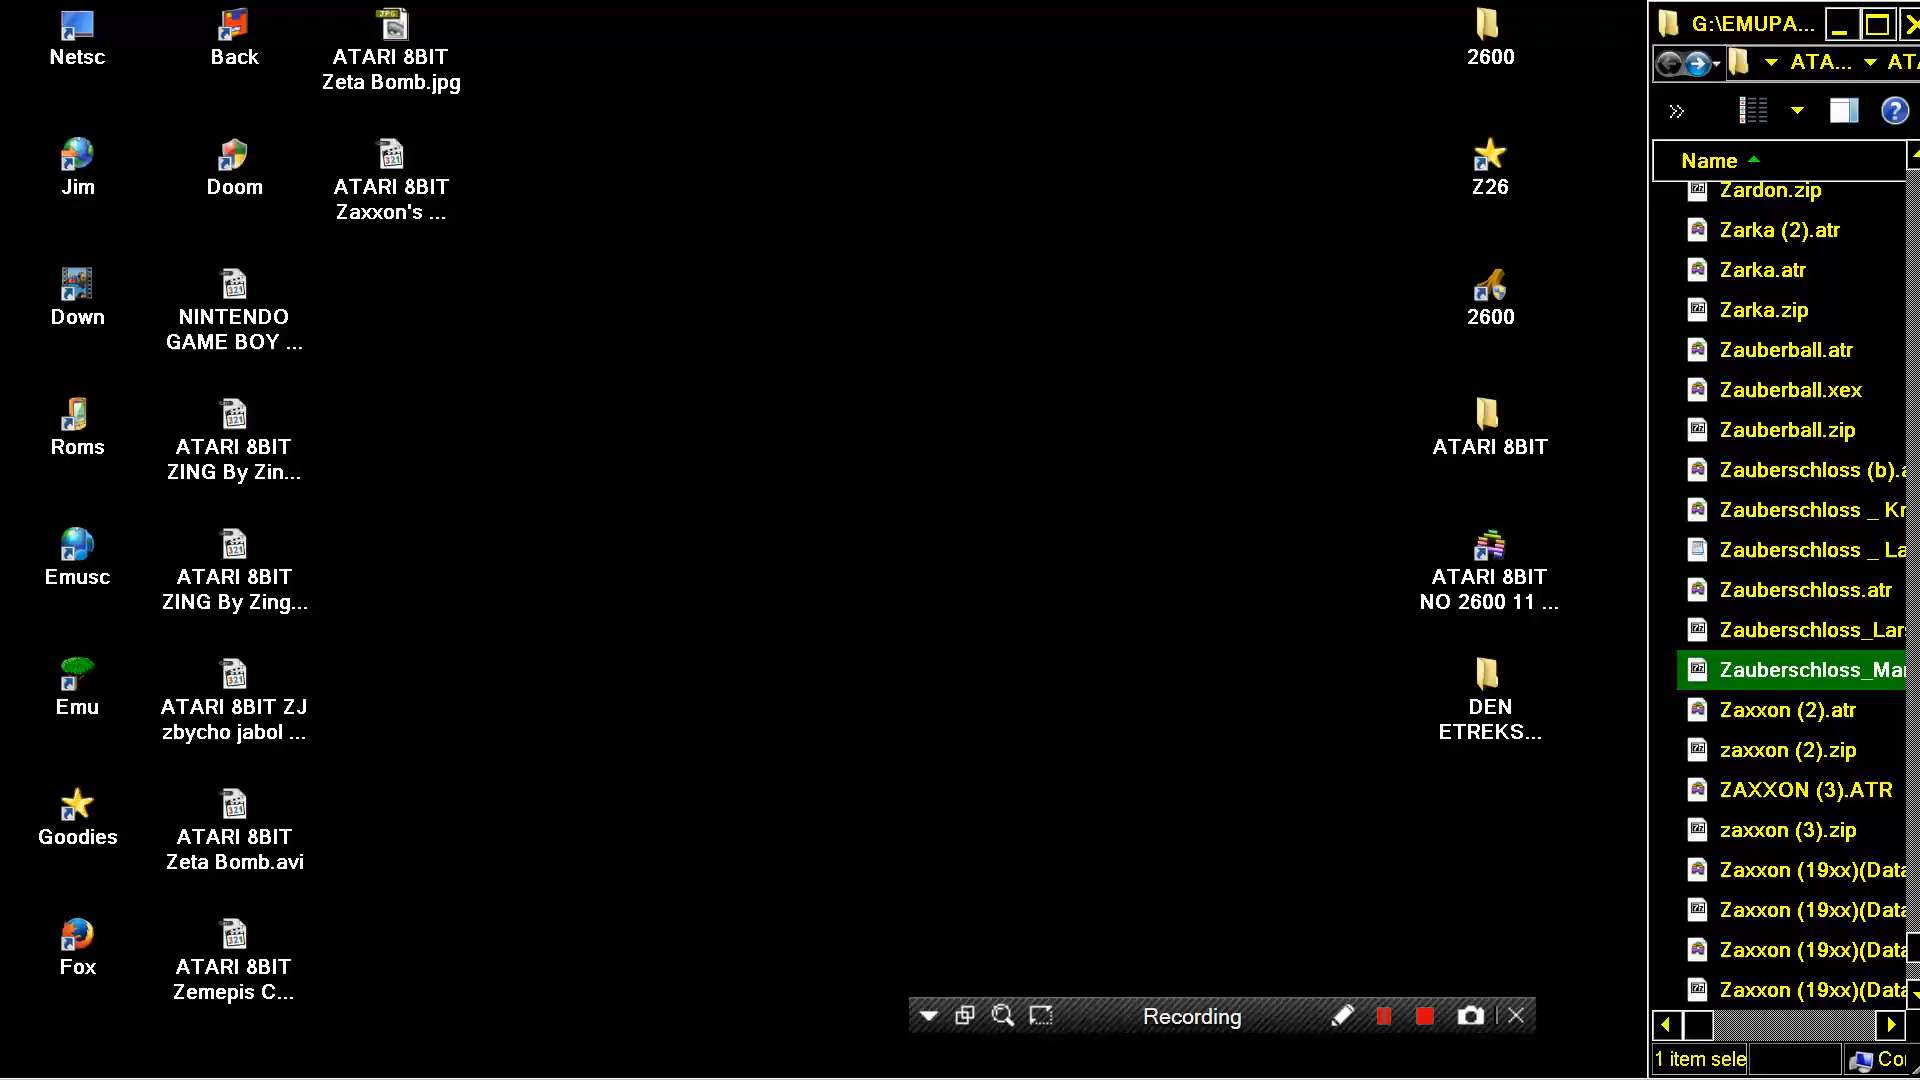 Netsc
Back
ATARI 8BIT
Zeta Bomb.jpg
Jim
Doom
ATARI 8BIT
Zaxxon's ...
Down
NINTENDO
GAME BOY ...
Roms
ATARI 8BIT
ZING By Zin...
Emusc
ATARI 8BIT
ZING By Zing...
Emu
ATARI 8BIT ZJ
zbycho jabol ...
Goodies
ATARI 8BIT
Zeta Bomb.avi
Fox
ATARI 8BIT
Zemepis C...
2600
Z26
2600
ATARI 8BIT
ATARI 8BIT
NO 2600 11 ...
DEN
ETREKS...
Recording
G:\EMUPA...
ATA... ATA
Name
Zardon.zip
Zarka (2).atr
Zarka.atr
Zarka.zip
Zauberball.atr
Zauberball.xex
Zauberball.zip
Zauberschloss (b).a
Zauberschloss _ Kr
Zauberschloss _ La
Zauberschloss.atr
Zauberschloss_Lar
Zauberschloss_Mar
Zaxxon (2).atr
zaxxon (2).zip
ZAXXON (3).ATR
zaxxon (3).zip
Zaxxon (19xx)(Data
Zaxxon (19xx)(Data
Zaxxon (19xx)(Data
Zaxxon (19xx)(Data
1 item sele
Co